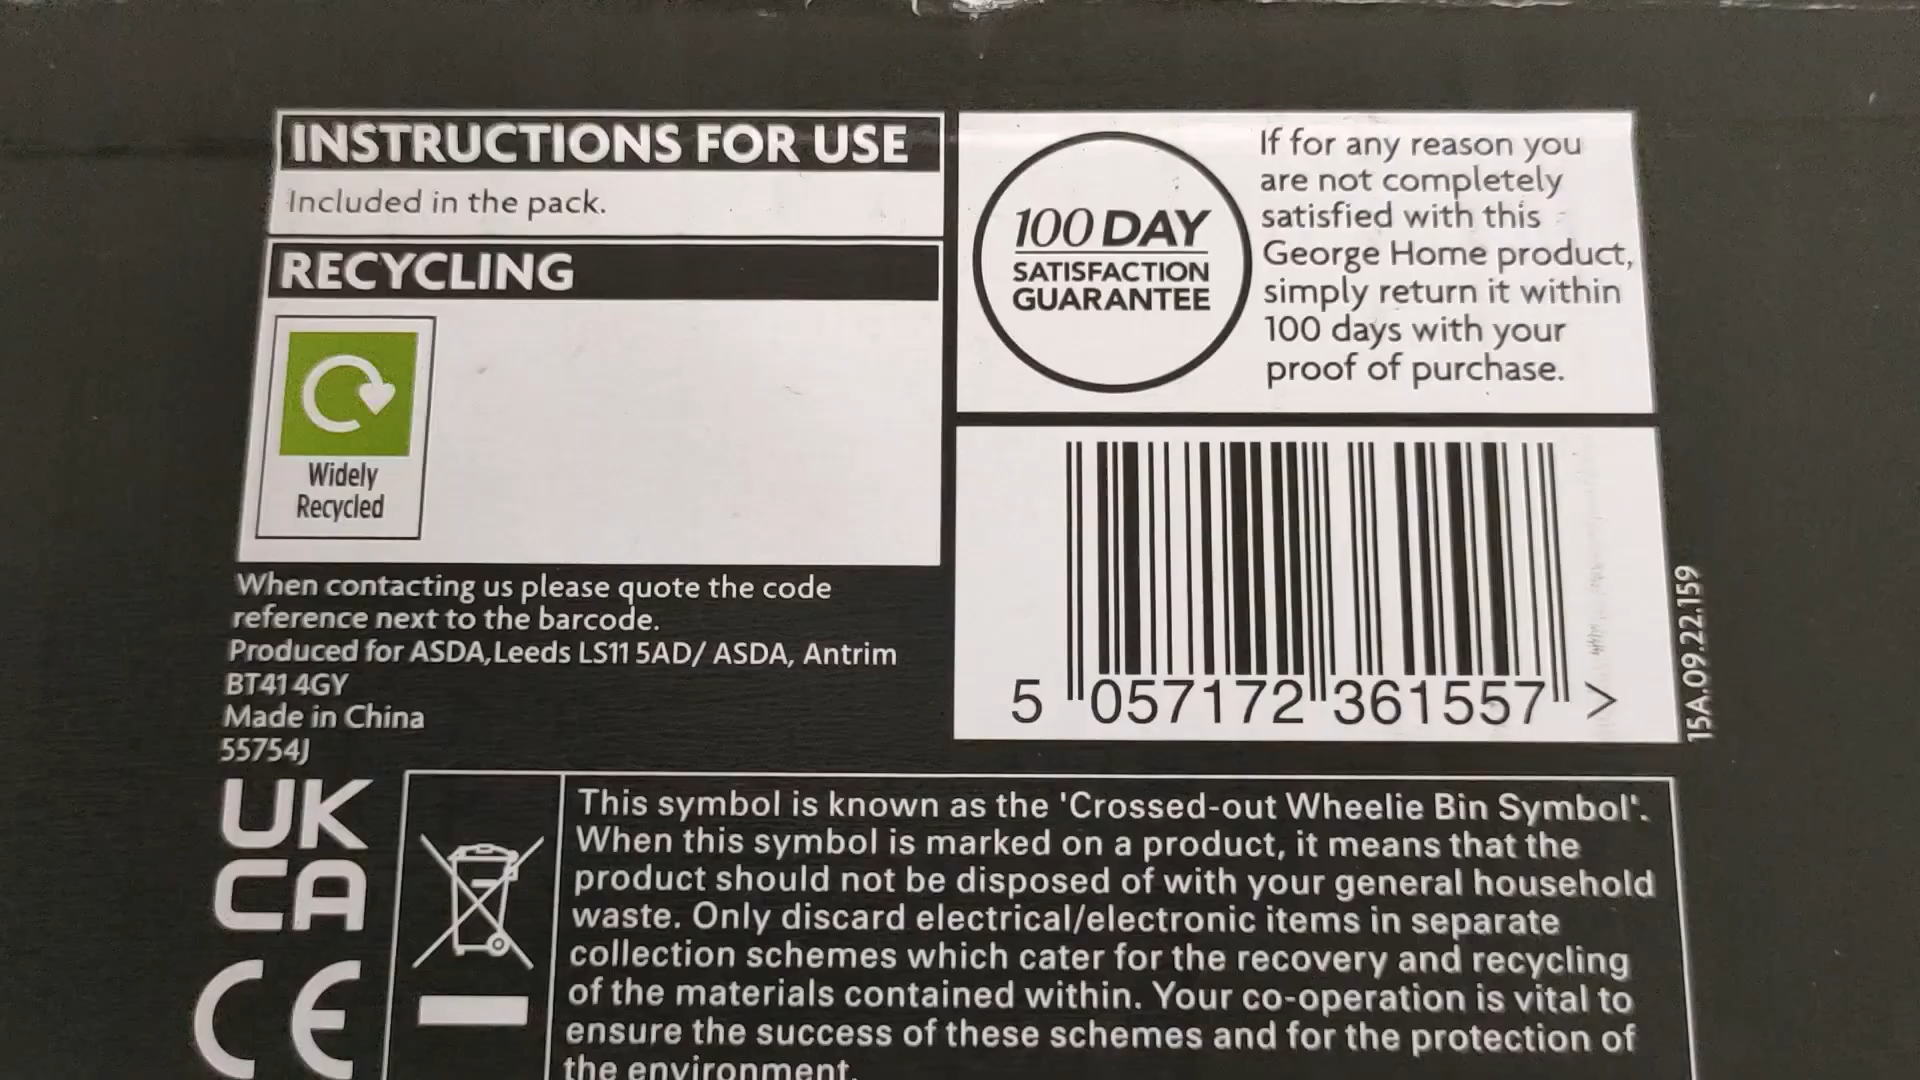 INSTRUCTIONS FOR USE
Included in the pack.
RECYCLING
Widely
Recycled
When contacting us please quote the code
reference next to the barcode.
Produced for ASDA, Leeds LS11 5AD/ ASDA, Antrim
BT41 4GY
Made in China
55754J
100 DAY
SATISFACTION
GUARANTEE
If for any reason you
are not completely
satisfied with this
George Home product,
simply return it within
100 days with your
proof of purchase.
5 057172 361557 >
15A.09.22.159
UK
CA
CE
This symbol is known as the 'Crossed-out Wheelie Bin Symbol'.
When this symbol is marked on a product, it means that the
product should not be disposed of with your general household
waste. Only discard electrical/electronic items in separate
collection schemes which cater for the recovery and recycling
of the materials contained within. Your co-operation is vital to
ensure the success of these schemes and for the protection of
the environment.